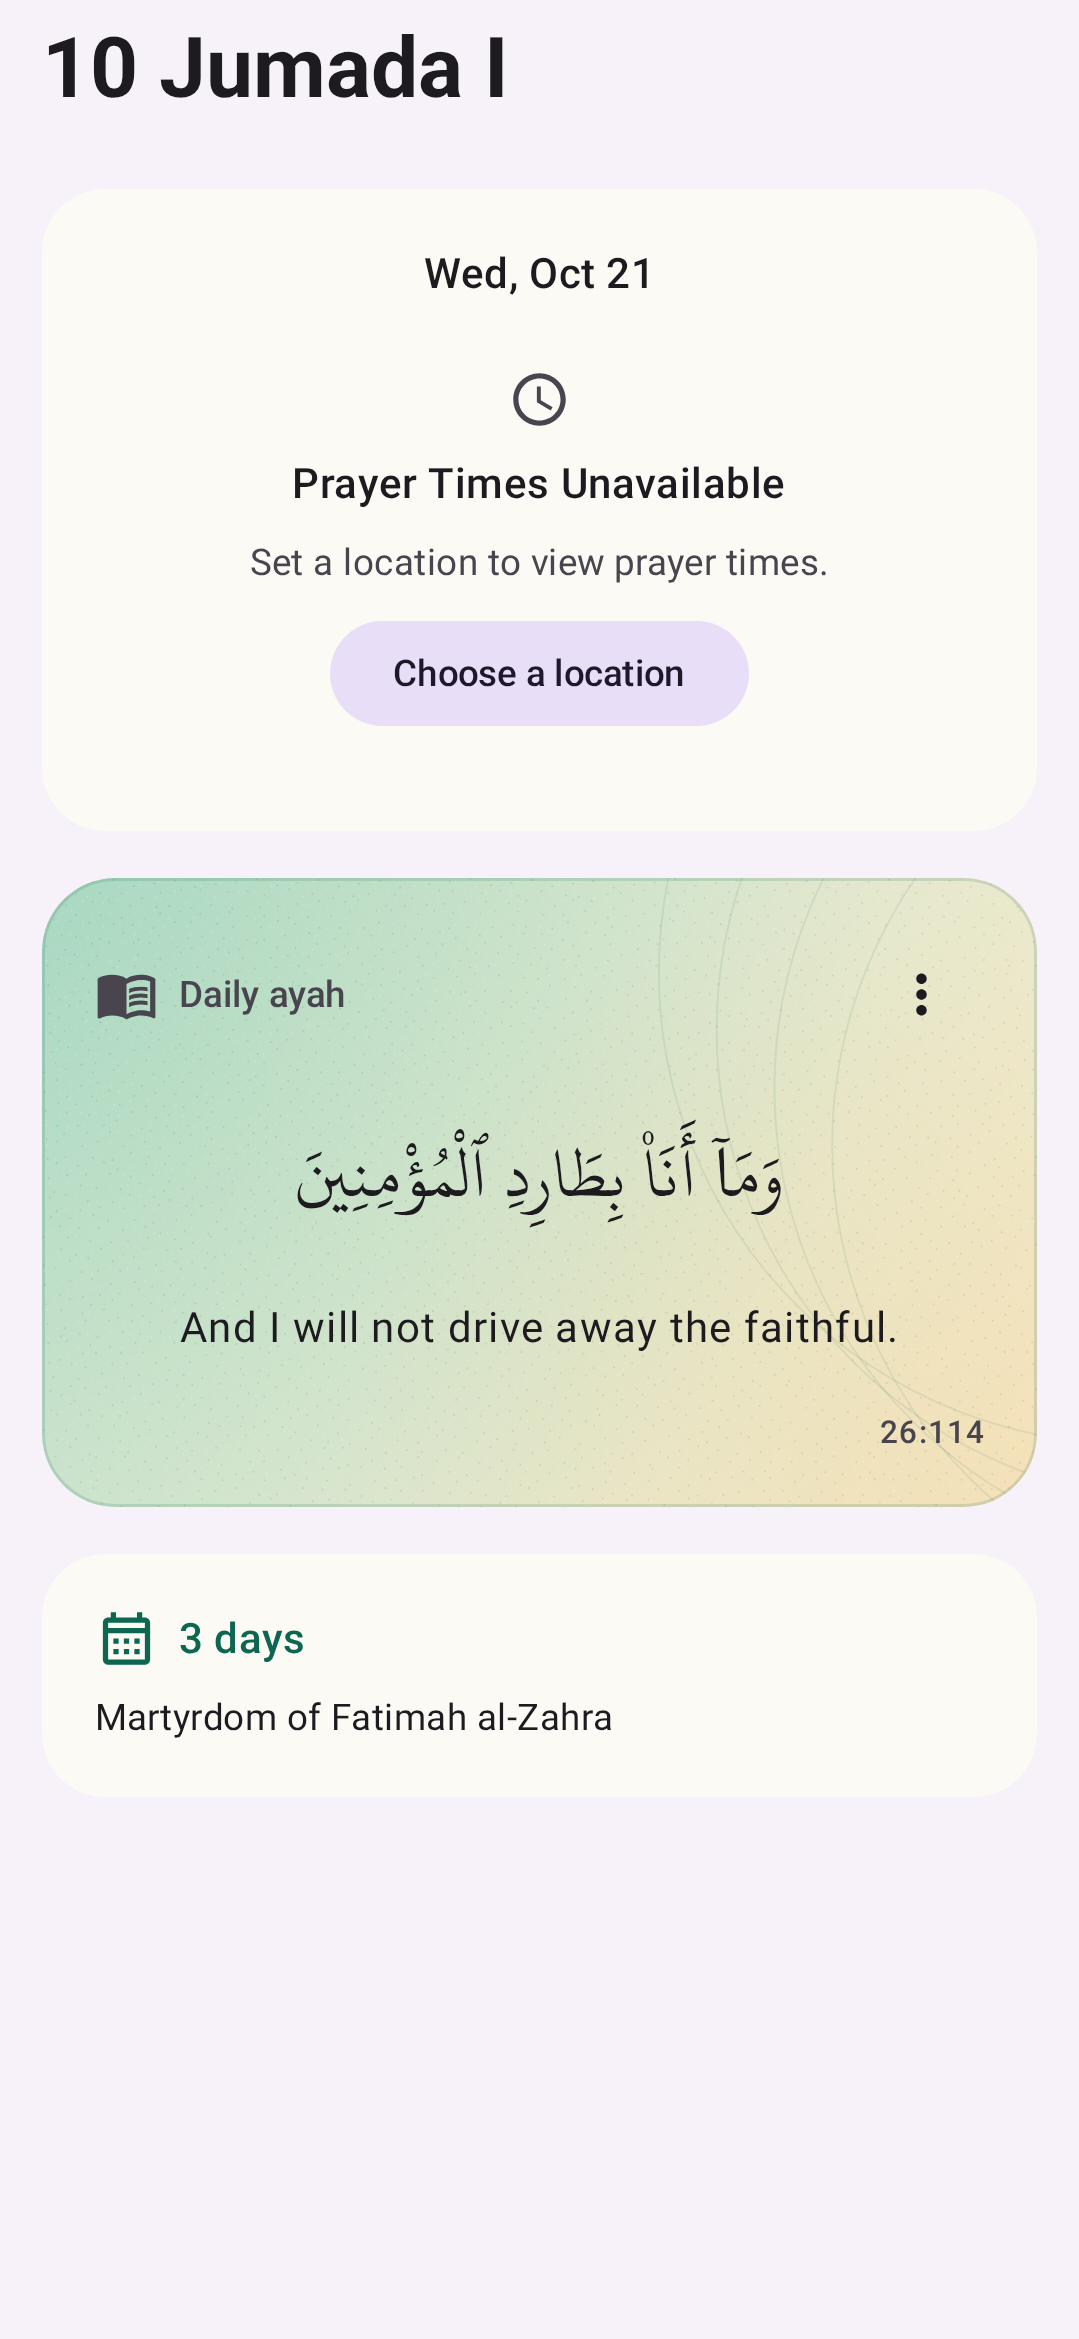 10 Jumada I
Wed, Oct 21
Prayer Times Unavailable
Set a location to view prayer times.
Choose a location
Daily ayah
وَمَآ أَنَا۠ بِطَارِدِ ٱلْمُؤْمِنِينَ
And I will not drive away the faithful.
26:114
3 days
Martyrdom of Fatimah al-Zahra